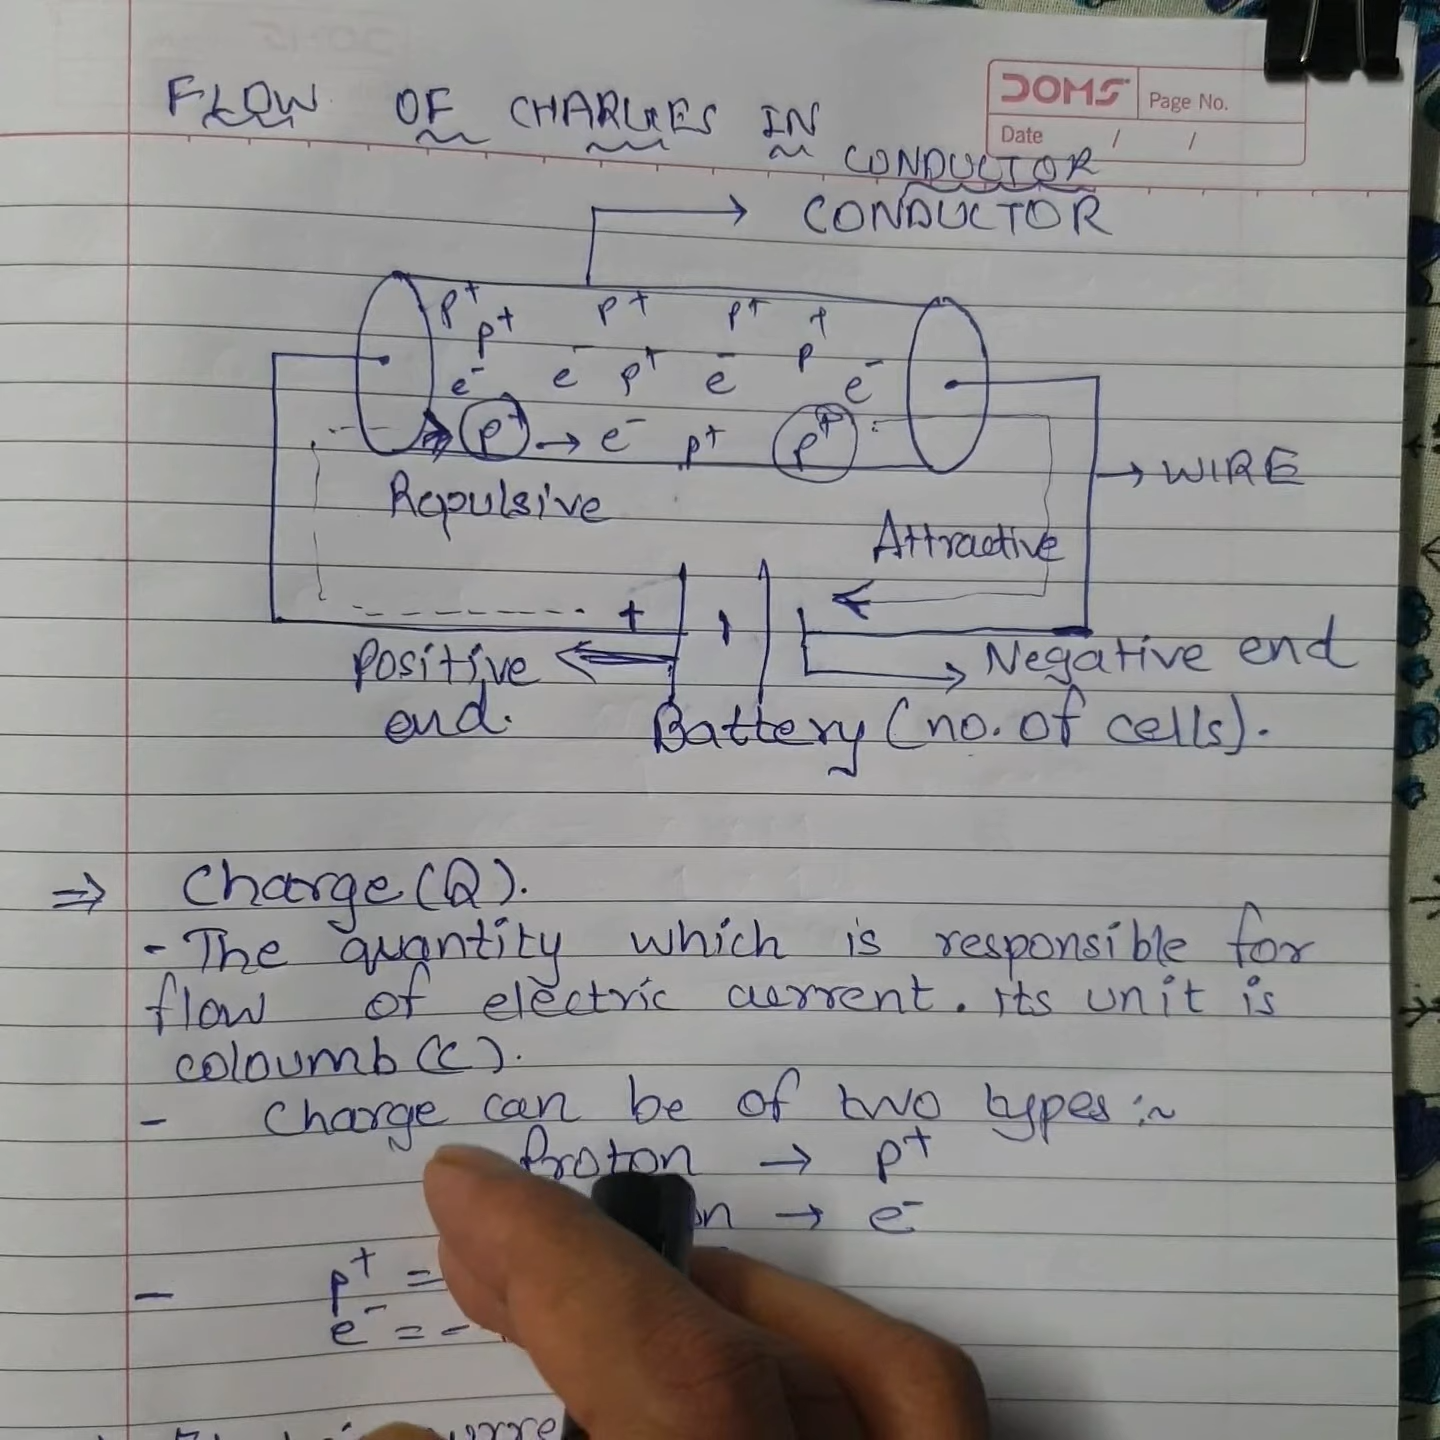 FLOW OF CHARGES IN
CONDUCTOR
DOMS
Page No.
Date / /
CONDUCTOR
p+ p+ p+ p+ p+
e- e- p+ e- e-
p+ → e- p+ p+
Repulsive
→ WIRE
Attractive
+
Positive
end.
Negative end
Battery (no. of cells).
⇒ Charge (Q).
- The quantity which is responsible for
flow of electric current. its unit is
coloumb (C).
- Charge can be of two types :~
Proton → p+
→ e-
- p+ =
e- = -